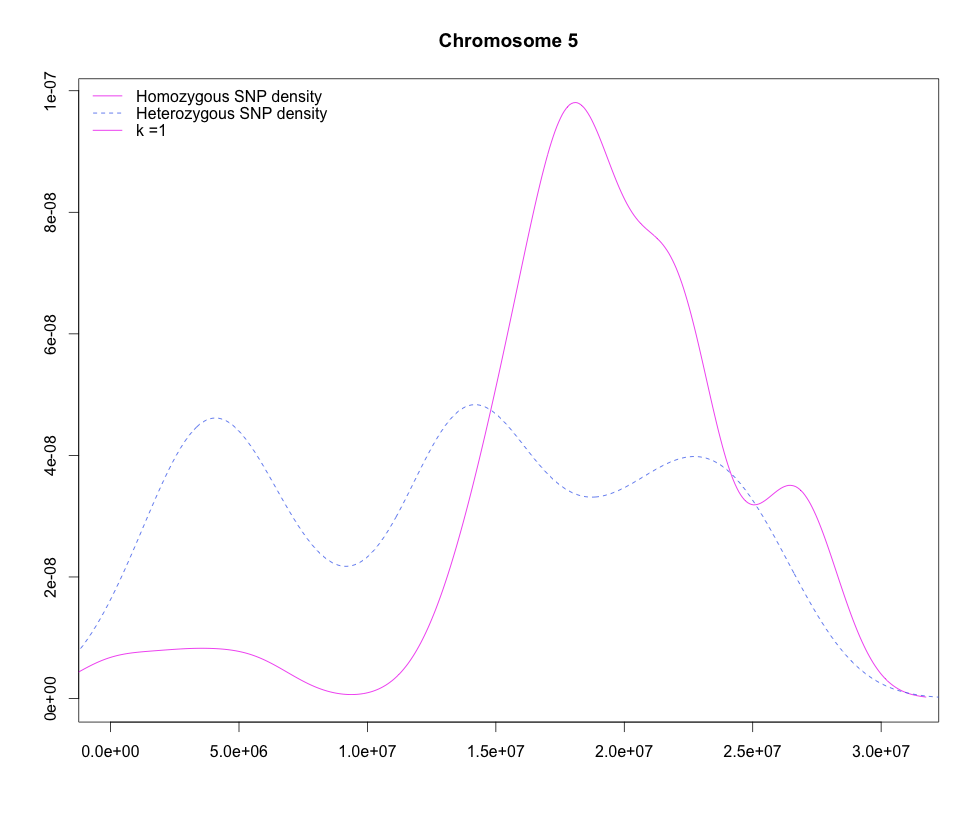 Chromosome 5
Homozygous SNP density
Heterozygous SNP density
k =1
1e-07
8e-08
6e-08
4e-08
2e-08
0e+00
0.0e+00 5.0e+06 1.0e+07 1.5e+07 2.0e+07 2.5e+07 3.0e+07